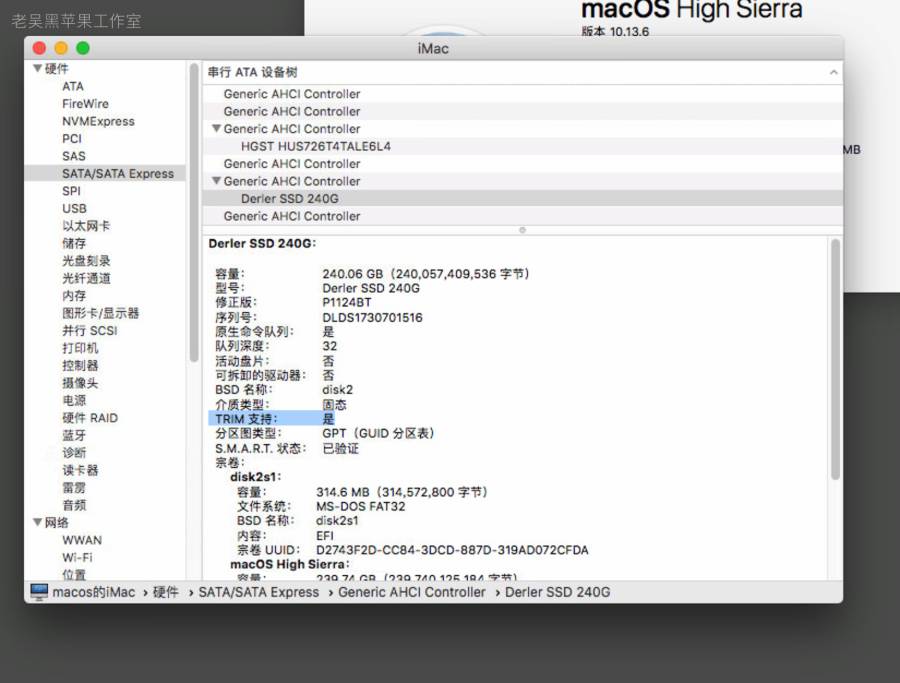 老吴黑苹果工作室
macOS High Sierra
版本 10.13.6
iMac
硬件
ATA
FireWire
NVMExpress
PCI
SAS
SATA/SATA Express
SPI
USB
以太网卡
储存
光盘刻录
光纤通道
内存
图形卡/显示器
并行 SCSI
打印机
控制器
摄像头
电源
硬件 RAID
蓝牙
诊断
读卡器
雷雳
音频
网络
WWAN
Wi-Fi
位置
串行 ATA 设备树
Generic AHCI Controller
Generic AHCI Controller
Generic AHCI Controller
HGST HUS726T4TALE6L4
Generic AHCI Controller
Generic AHCI Controller
Derler SSD 240G
Generic AHCI Controller
MB
Derler SSD 240G:
容量: 240.06 GB（240,057,409,536 字节）
型号: Derler SSD 240G
修正版: P1124BT
序列号: DLDS1730701516
原生命令队列: 是
队列深度: 32
活动盘片: 否
可拆卸的驱动器: 否
BSD 名称: disk2
介质类型: 固态
TRIM 支持: 是
分区图类型: GPT（GUID 分区表）
S.M.A.R.T. 状态: 已验证
宗卷:
disk2s1:
容量: 314.6 MB（314,572,800 字节）
文件系统: MS-DOS FAT32
BSD 名称: disk2s1
内容: EFI
宗卷 UUID: D2743F2D-CC84-3DCD-887D-319AD072CFDA
macOS High Sierra:
容量: 239.74 GB（239,740,125,184 字节）
macos的iMac › 硬件 › SATA/SATA Express › Generic AHCI Controller › Derler SSD 240G